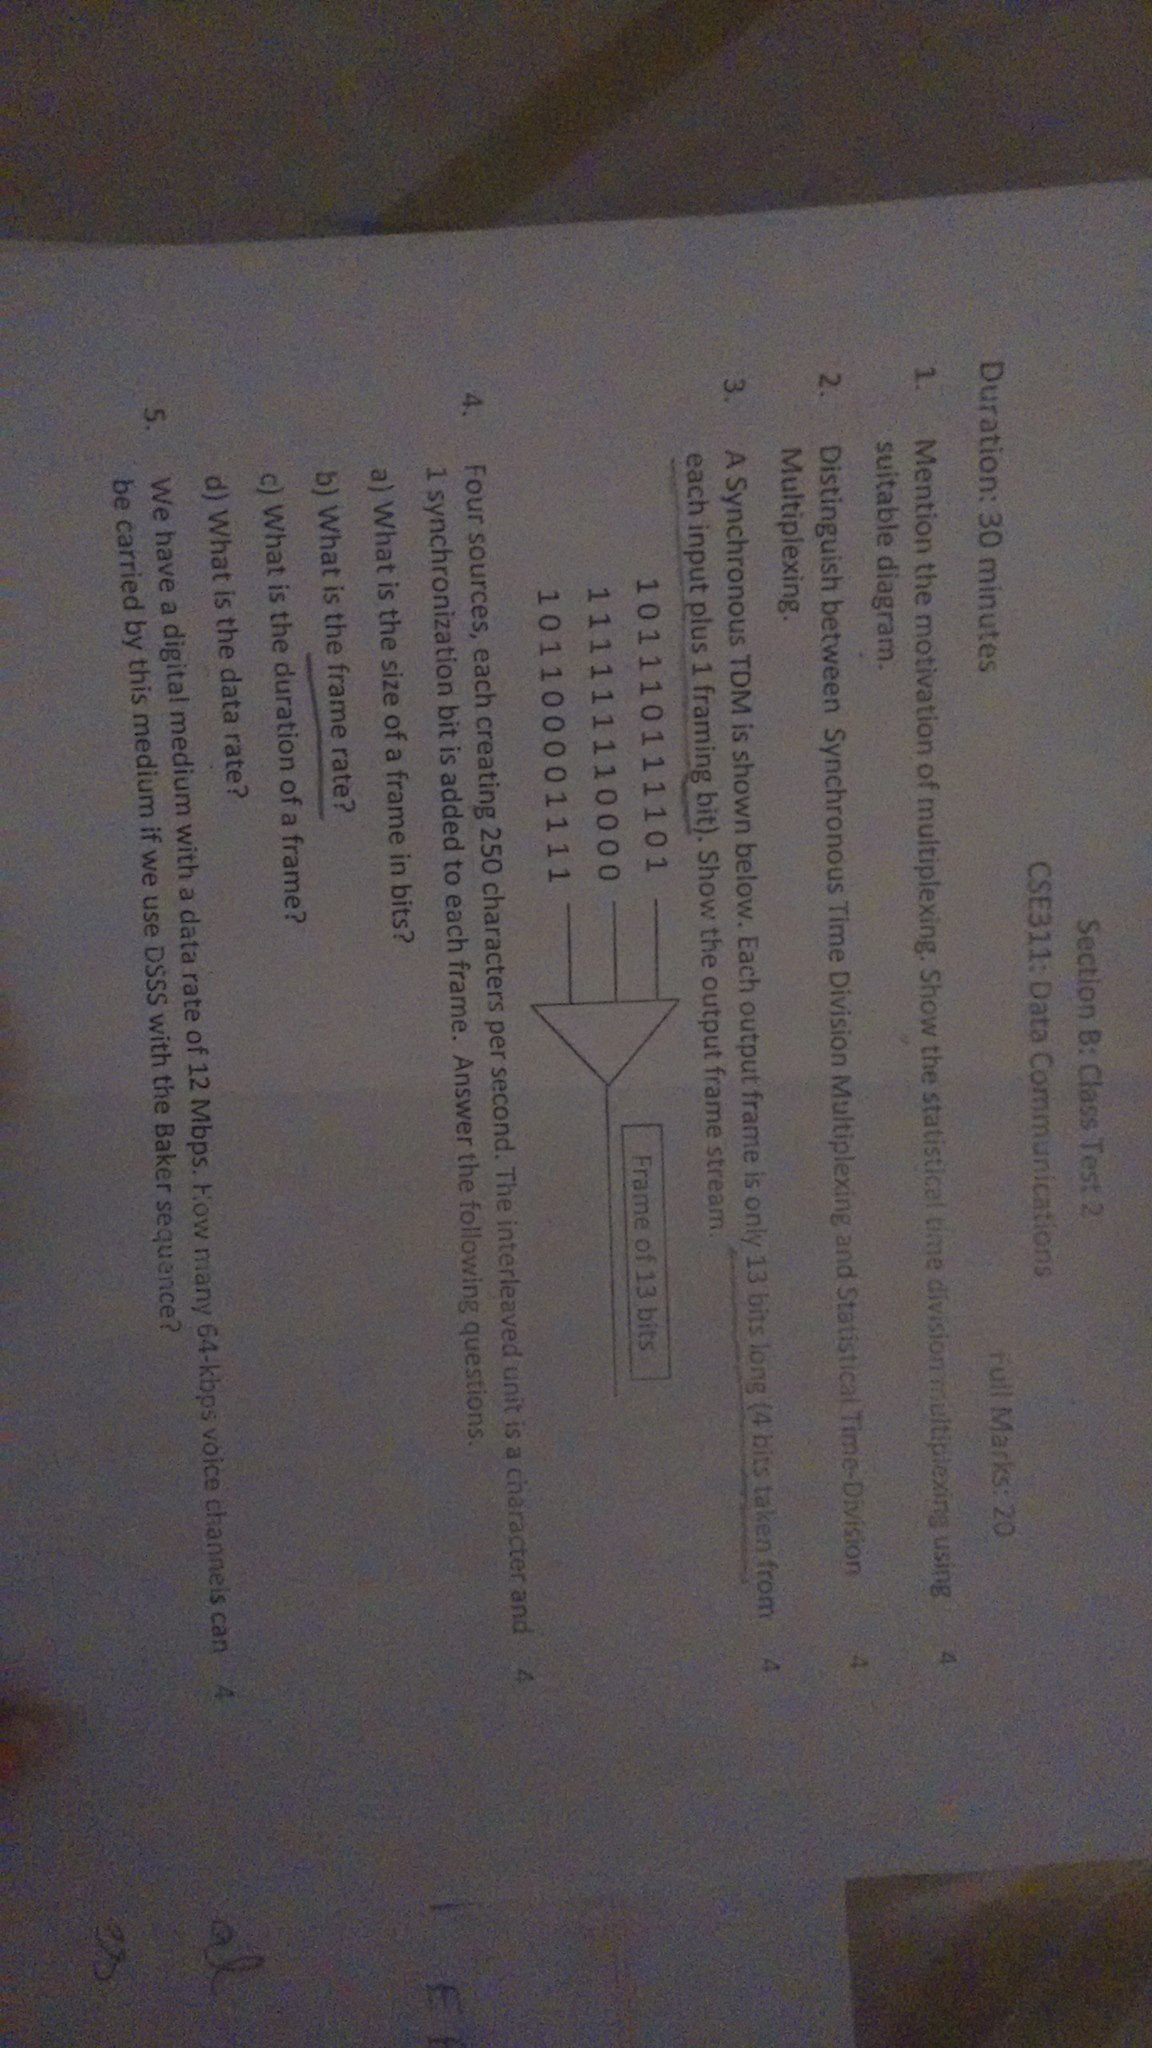 Section B: Class Test 2
CSE311: Data Communications
Duration: 30 minutes Full Marks: 20
1. Mention the motivation of multiplexing. Show the statistical time division multiplexing using 4
suitable diagram.
2. Distinguish between Synchronous Time Division Multiplexing and Statistical Time-Division 4
Multiplexing.
3. A Synchronous TDM is shown below. Each output frame is only 13 bits long (4 bits taken from 4
each input plus 1 framing bit). Show the output frame stream.
1 0 1 1 1 0 1 1 1 1 0 1
Frame of 13 bits
1 1 1 1 1 1 1 1 0 0 0 0
1 0 1 1 0 0 0 0 1 1 1 1
4. Four sources, each creating 250 characters per second. The interleaved unit is a character and 4
1 synchronization bit is added to each frame. Answer the following questions.
a) What is the size of a frame in bits?
b) What is the frame rate?
c) What is the duration of a frame?
d) What is the data rate?
5. We have a digital medium with a data rate of 12 Mbps. How many 64-kbps voice channels can 4
be carried by this medium if we use DSSS with the Baker sequence?